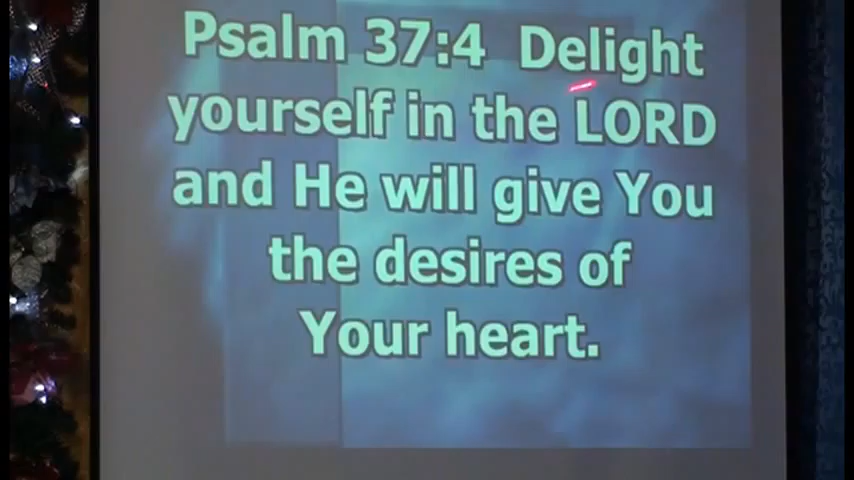 Psalm 37:4 Delight
yourself in the LORD
and He will give You
the desires of
Your heart.